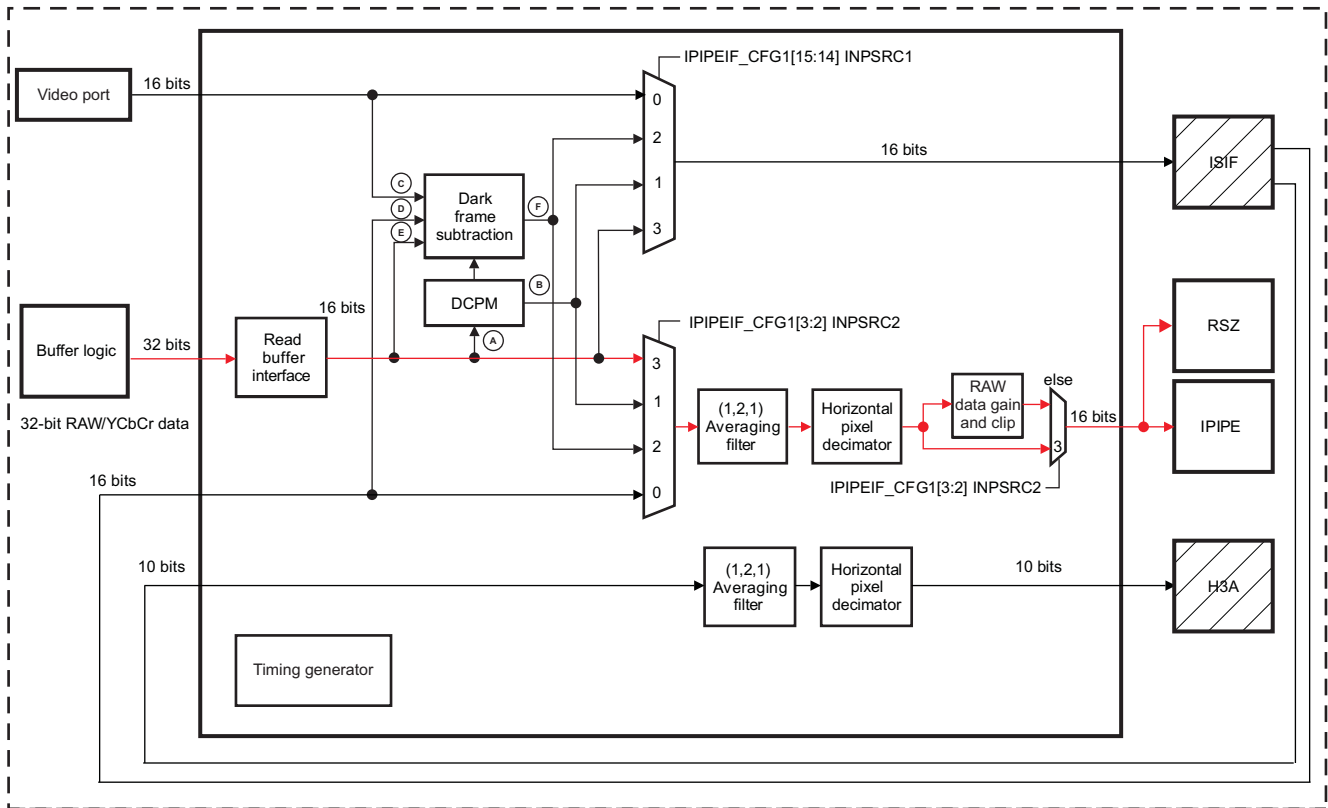 IPIPEIF_CFG1[15:14] INPSRC1
Video port
16 bits
0
2
1
3
16 bits
ISIF
C
D
E
Dark
frame
subtraction
F
DCPM
B
A
Buffer logic
32 bits
32-bit RAW/YCbCr data
Read
buffer
interface
16 bits
IPIPEIF_CFG1[3:2] INPSRC2
3
1
2
0
(1,2,1)
Averaging
filter
Horizontal
pixel
decimator
RAW
data gain
and clip
else
3
16 bits
IPIPEIF_CFG1[3:2] INPSRC2
RSZ
IPIPE
16 bits
10 bits
(1,2,1)
Averaging
filter
Horizontal
pixel
decimator
10 bits
H3A
Timing generator